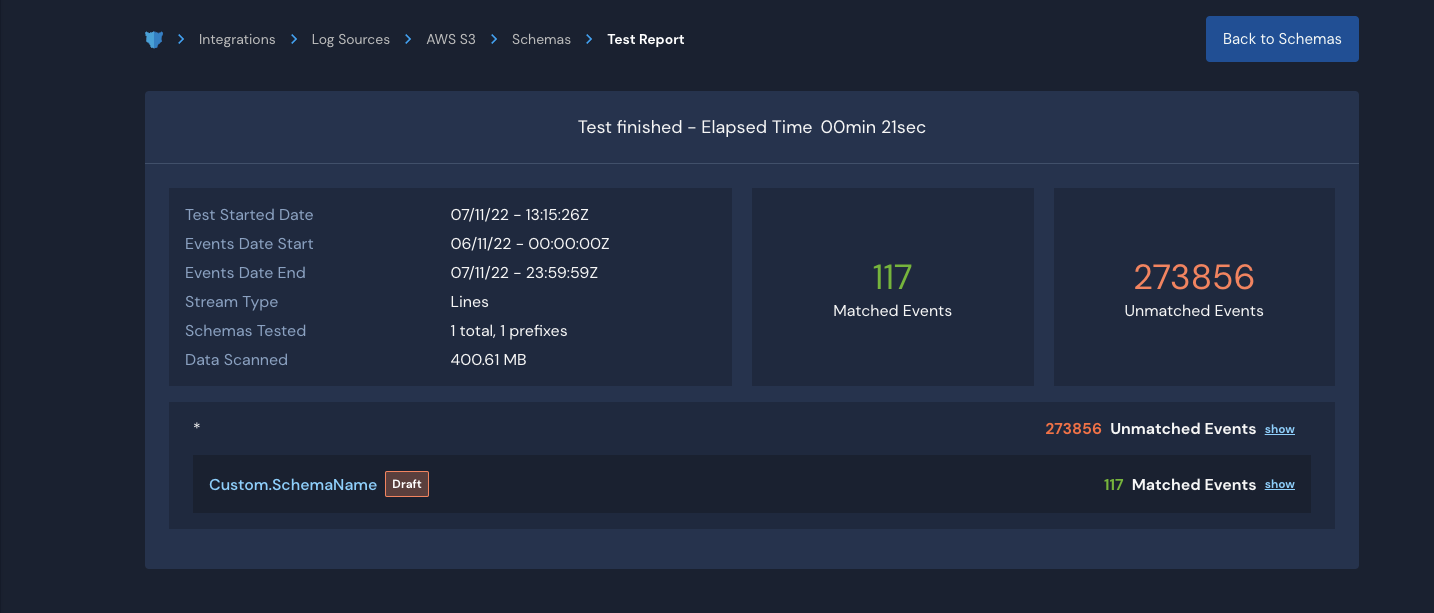 Integrations Log Sources AWS S3 Schemas Test Report
Back to Schemas
Test finished - Elapsed Time 00min 21sec
Test Started Date 07/11/22 - 13:15:26Z
Events Date Start 06/11/22 - 00:00:00Z
Events Date End 07/11/22 - 23:59:59Z
Stream Type Lines
Schemas Tested 1 total, 1 prefixes
Data Scanned 400.61 MB
117
Matched Events
273856
Unmatched Events
* 273856 Unmatched Events show
Custom.SchemaName Draft 117 Matched Events show